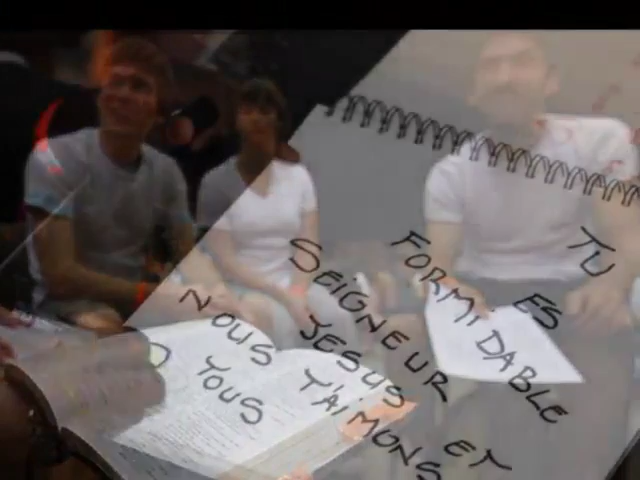 TU
ES
FORMiDABLE
SEiGNEUR
JESUS ET
NOUS T'AiMONS
TOUS